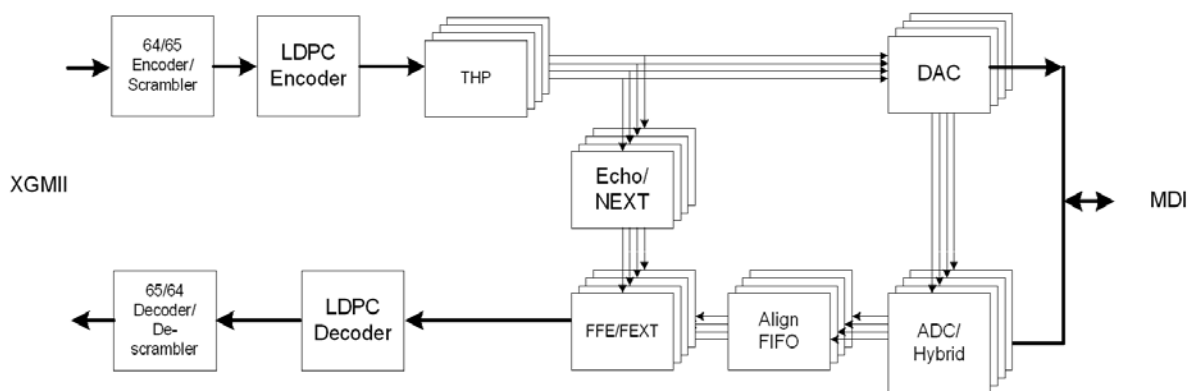 64/65
Encoder/
Scrambler
LDPC
Encoder
THP
DAC
Echo/
NEXT
XGMII
MDI
65/64
Decoder/
De-
scrambler
LDPC
Decoder
FFE/FEXT
Align
FIFO
ADC/
Hybrid